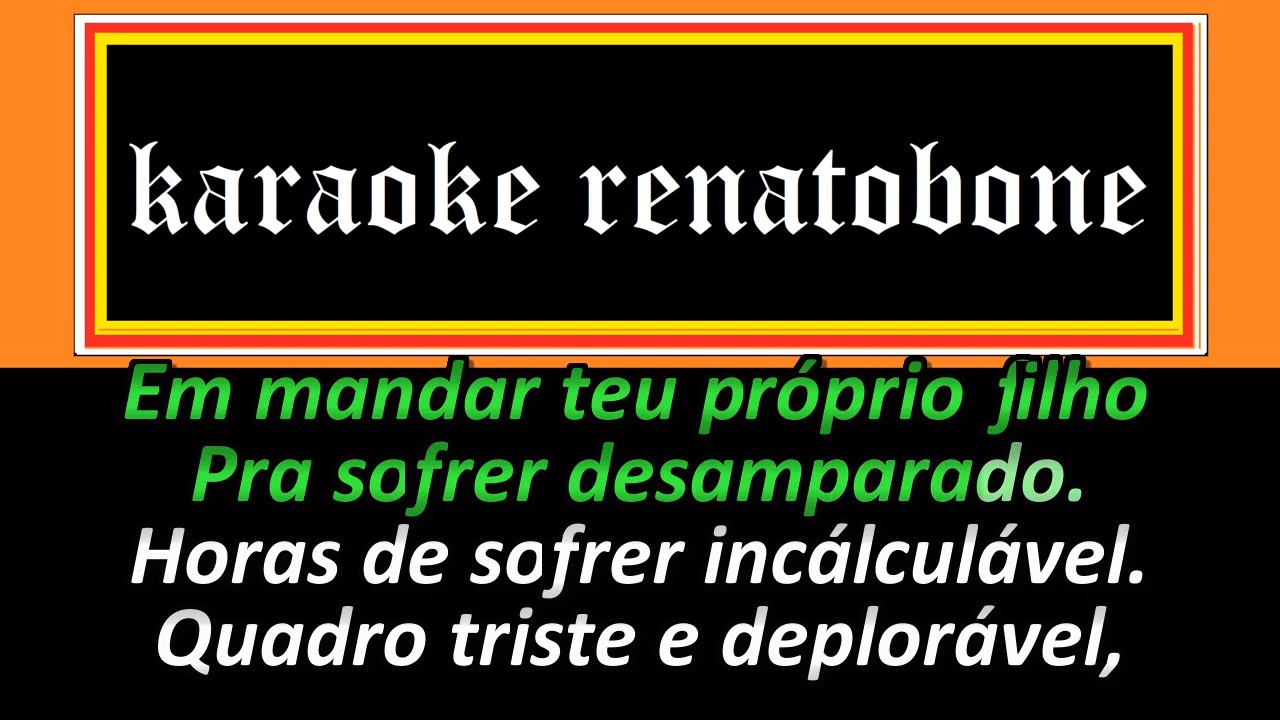 karaoke renatobone
Em mandar teu próprio filho
Pra sofrer desamparado.
Horas de sofrer incálculável.
Quadro triste e deplorável,